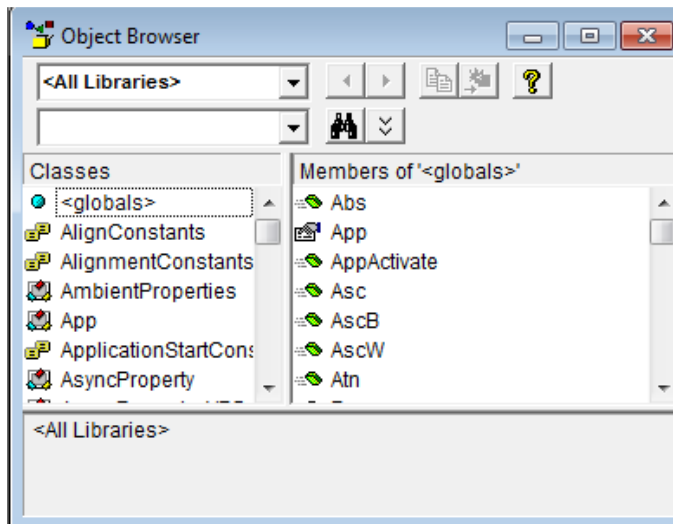 Object Browser
<All Libraries>
Classes
Members of '<globals>'
<globals>
AlignConstants
AlignmentConstants
AmbientProperties
App
ApplicationStartCons
AsyncProperty
Abs
App
AppActivate
Asc
AscB
AscW
Atn
<All Libraries>